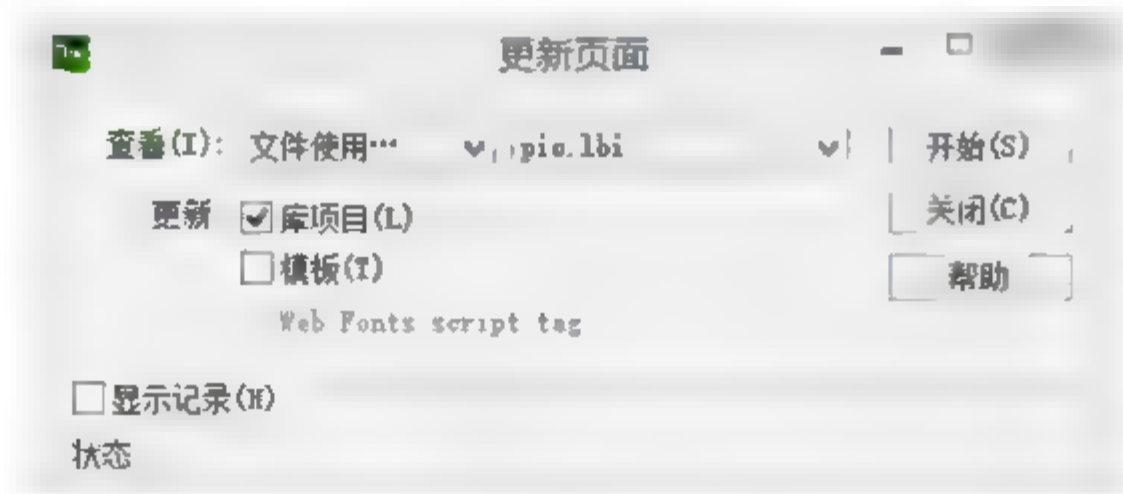 更新页面
查看(I): 文件使用… pic.lbi 开始(S)
更新 库项目(L) 关闭(C)
模板(T) 帮助
Web Fonts script tag
显示记录(H)
状态